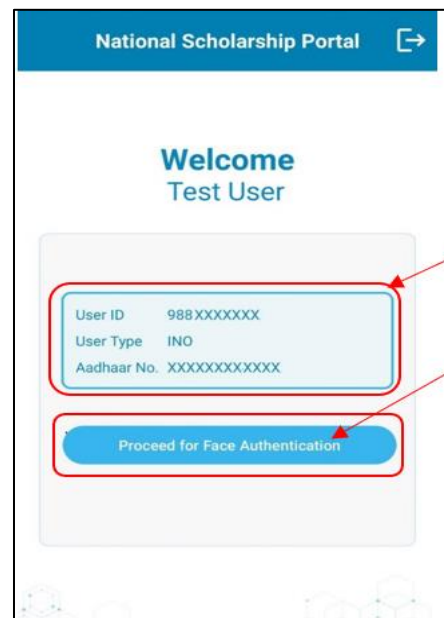 National Scholarship Portal
Welcome
Test User
User ID 988XXXXXXX
User Type INO
Aadhaar No. XXXXXXXXXXXX
Proceed for Face Authentication